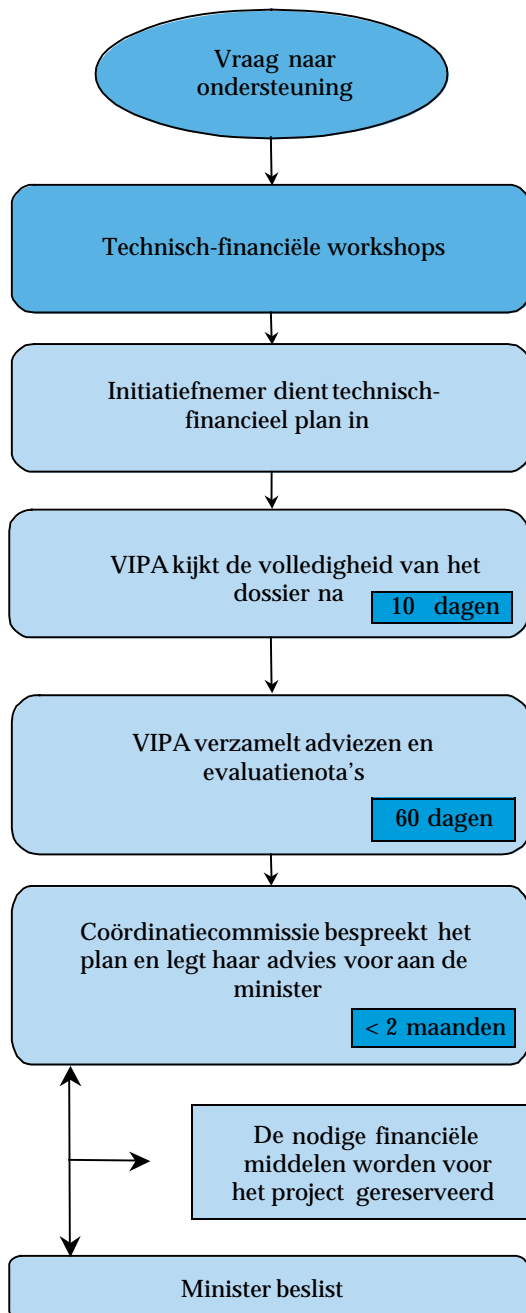 Vraag naar
ondersteuning
Technisch-financiële workshops
Initiatiefnemer dient technisch-
financieel plan in
VIPA kijkt de volledigheid van het
dossier na
10 dagen
VIPA verzamelt adviezen en
evaluatienota's
60 dagen
Coördinatiecommissie bespreekt het
plan en legt haar advies voor aan de
minister
< 2 maanden
De nodige financiële
middelen worden voor
het project gereserveerd
Minister beslist